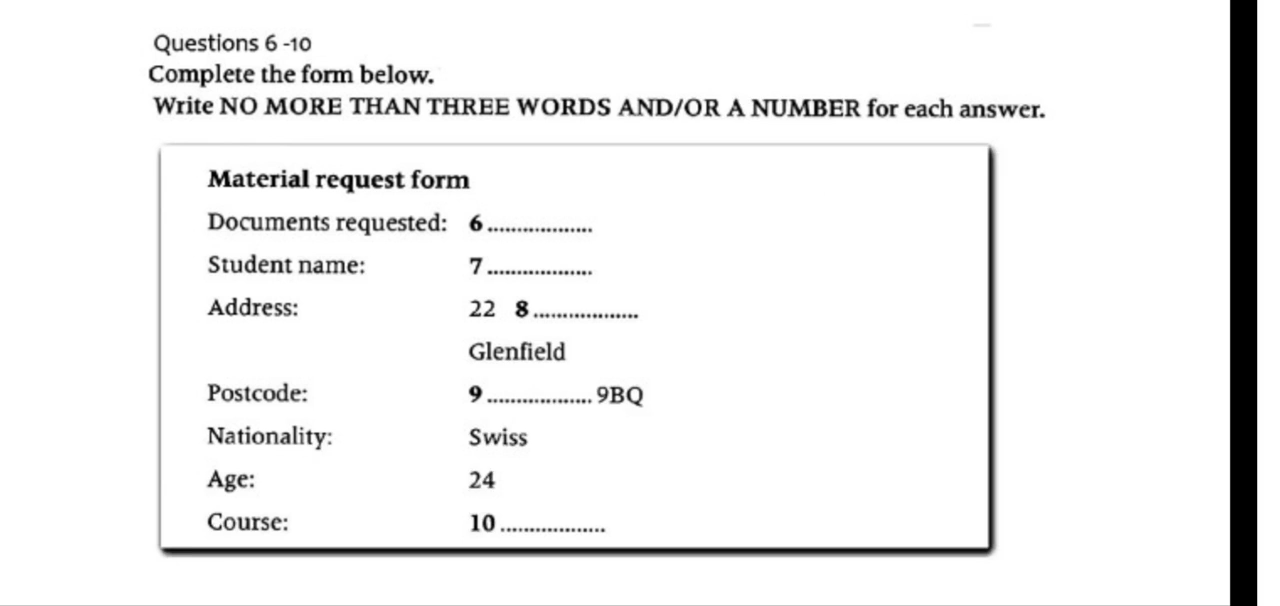 Questions 6 -10
Complete the form below.
Write NO MORE THAN THREE WORDS AND/OR A NUMBER for each answer.
Material request form
Documents requested: 6 ..................
Student name: 7 ..................
Address: 22 8 ..................
Glenfield
Postcode: 9 .................. 9BQ
Nationality: Swiss
Age: 24
Course: 10 ..................